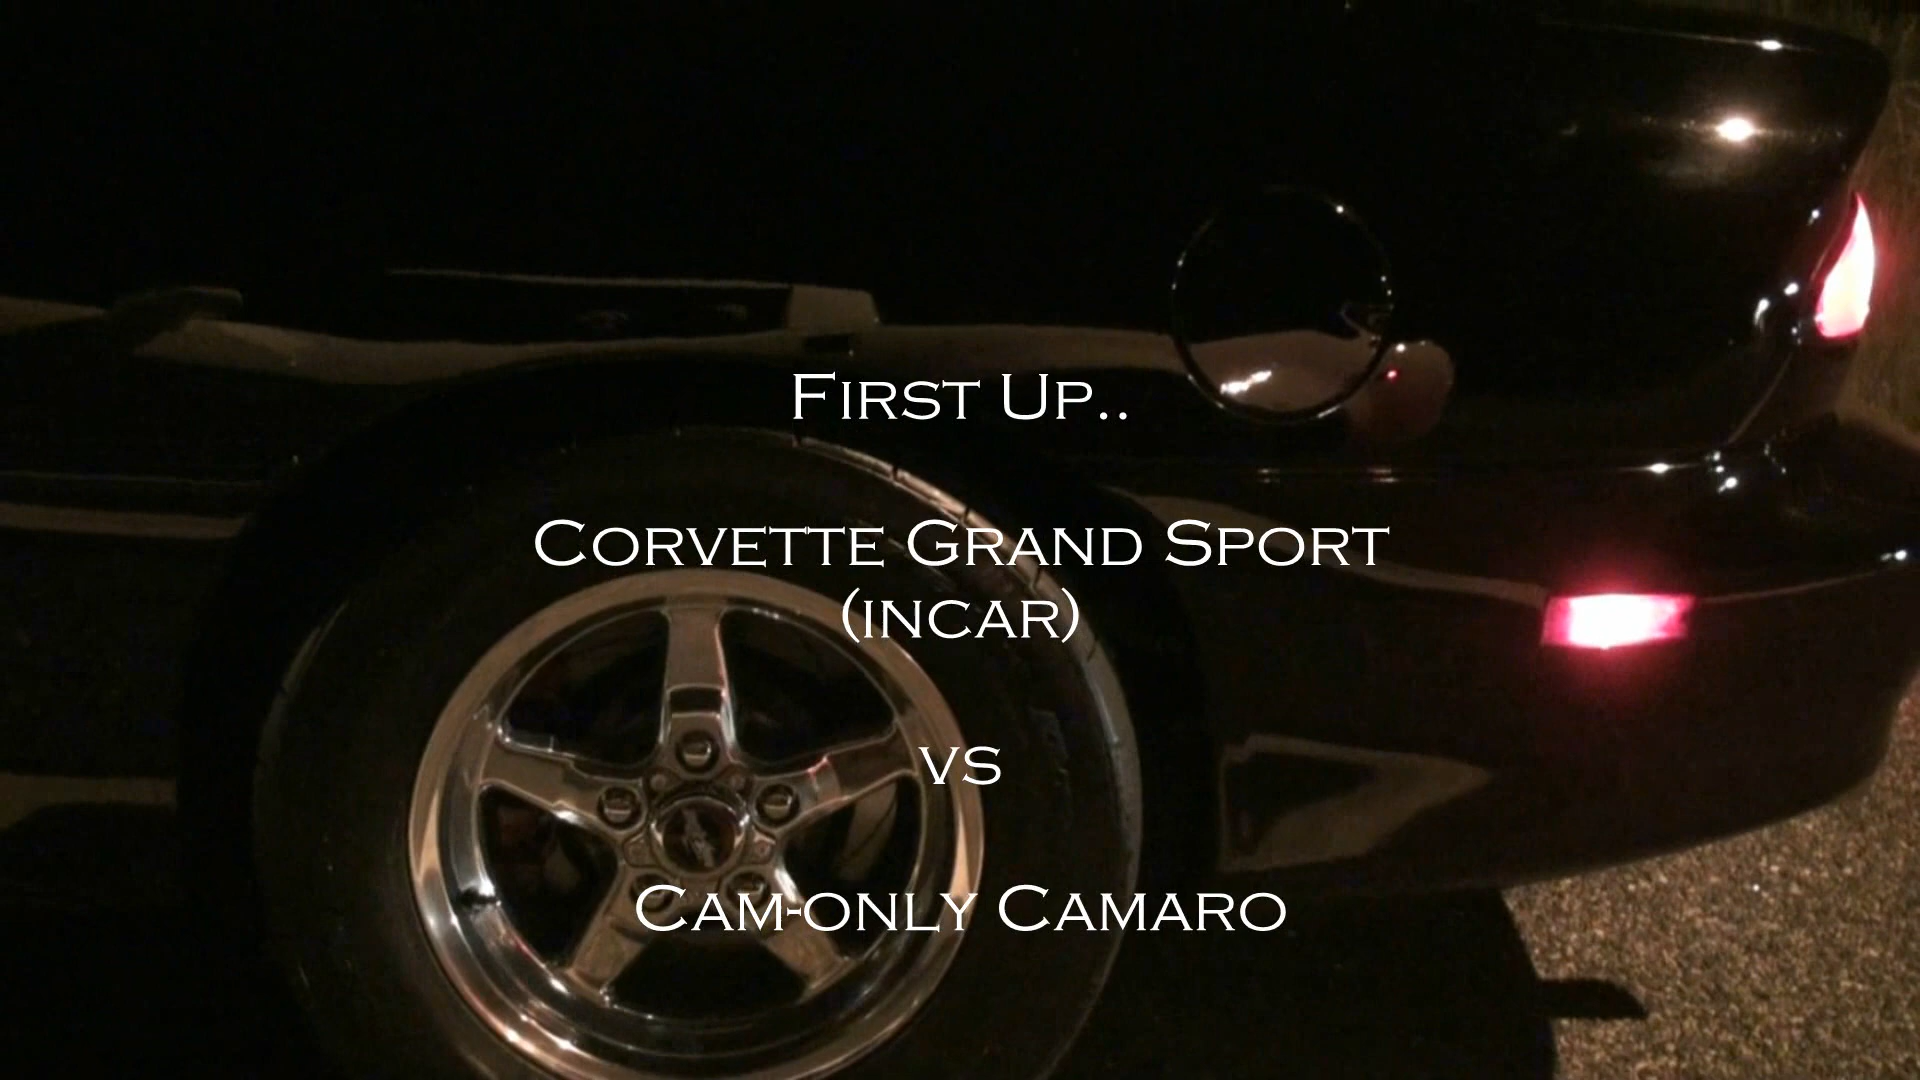 First Up..
Corvette Grand Sport
(incar)
vs
Cam-only Camaro